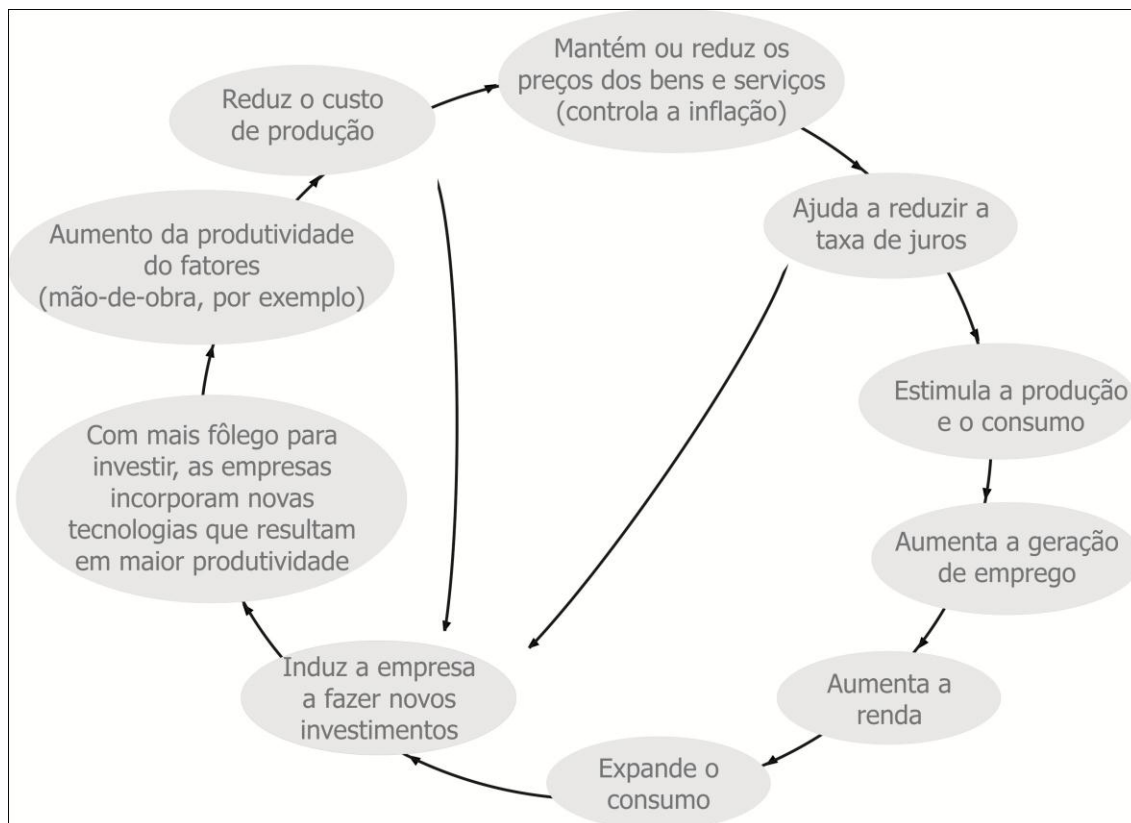 Mantém ou reduz os
preços dos bens e serviços
(controla a inflação)
Reduz o custo
de produção
Ajuda a reduzir a
taxa de juros
Aumento da produtividade
do fatores
(mão-de-obra, por exemplo)
Estimula a produção
e o consumo
Com mais fôlego para
investir, as empresas
incorporam novas
tecnologias que resultam
em maior produtividade
Aumenta a geração
de emprego
Induz a empresa
a fazer novos
investimentos
Aumenta a
renda
Expande o
consumo